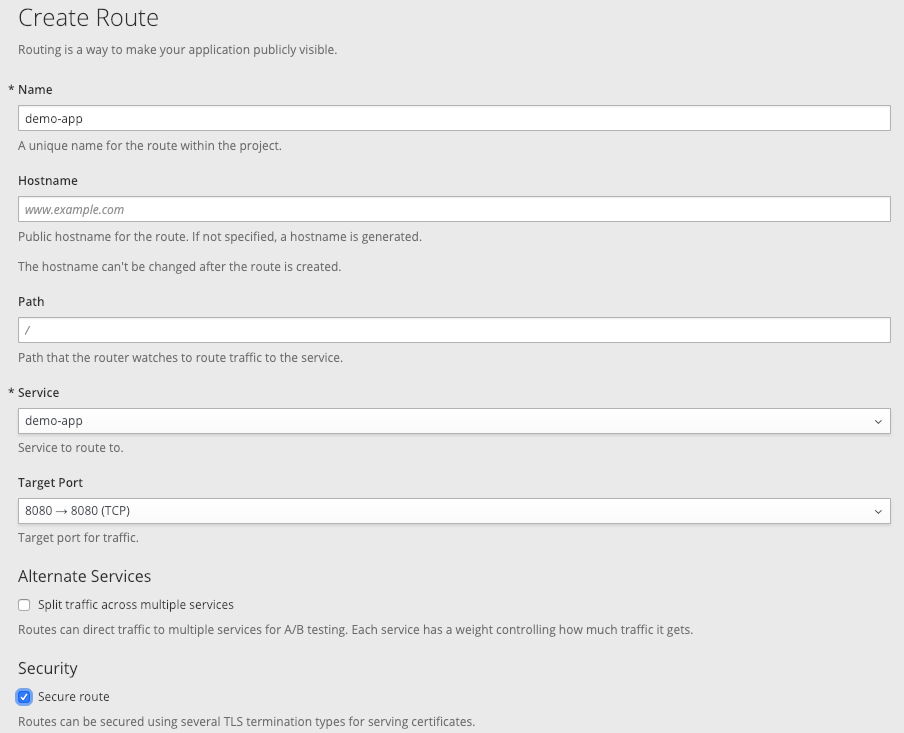 Create Route
Routing is a way to make your application publicly visible.
* Name
demo-app
A unique name for the route within the project.
Hostname
www.example.com
Public hostname for the route. If not specified, a hostname is generated.
The hostname can't be changed after the route is created.
Path
/
Path that the router watches to route traffic to the service.
* Service
demo-app
Service to route to.
Target Port
8080 → 8080 (TCP)
Target port for traffic.
Alternate Services
Split traffic across multiple services
Routes can direct traffic to multiple services for A/B testing. Each service has a weight controlling how much traffic it gets.
Security
Secure route
Routes can be secured using several TLS termination types for serving certificates.